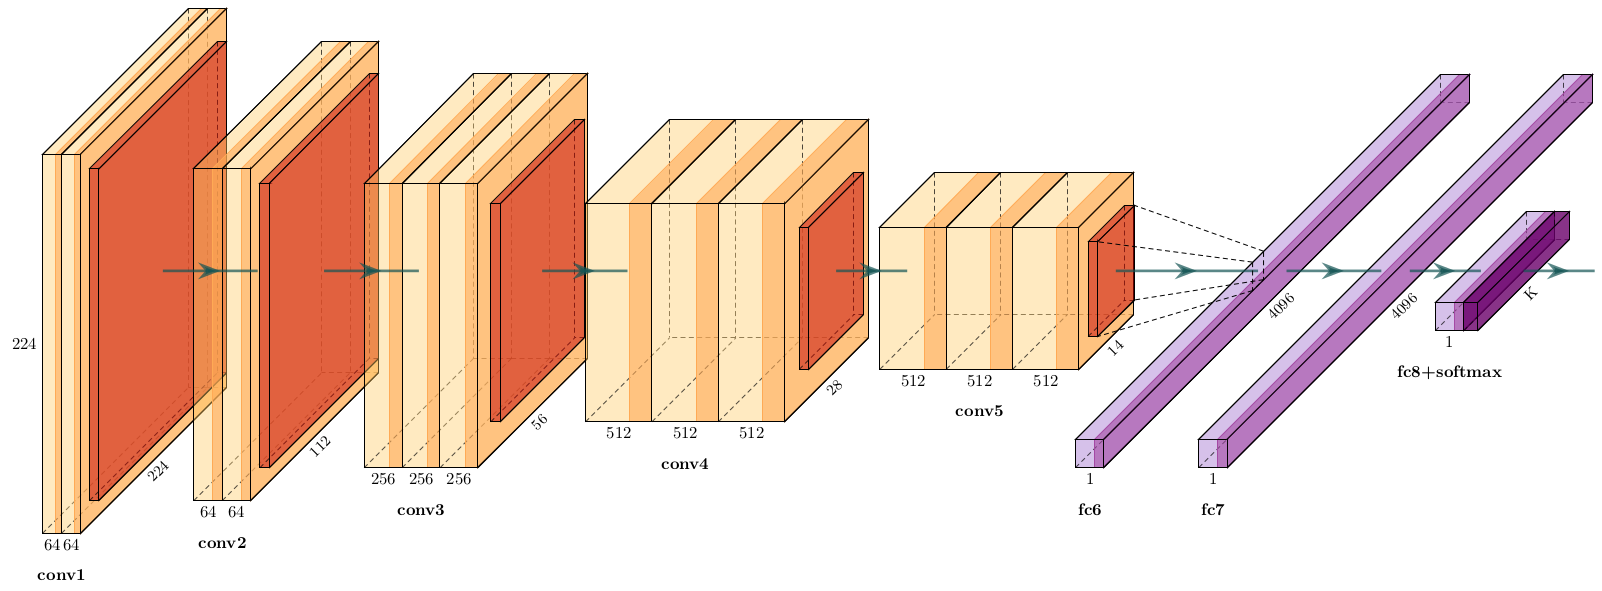 224
224
64 64
conv1
112
64 64
conv2
56
256 256 256
conv3
28
512 512 512
conv4
14
512 512 512
conv5
4096
1
fc6
4096
1
fc7
K
1
fc8+softmax